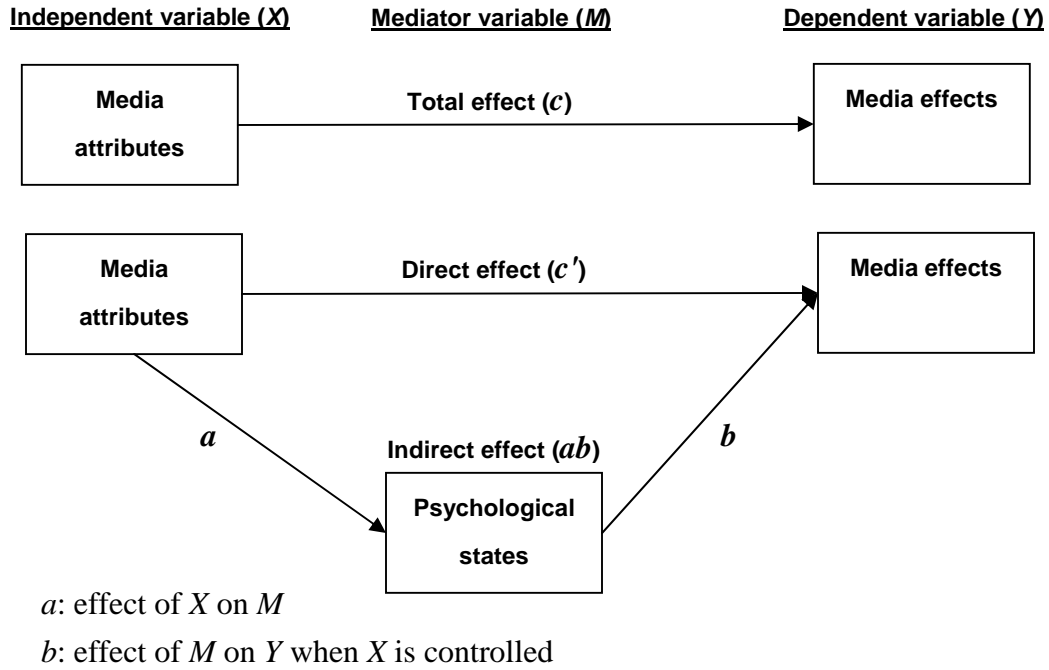 Independent variable (X)
Mediator variable (M)
Dependent variable (Y)
Media
attributes
Total effect (c)
Media effects
Media
attributes
Direct effect (c')
Media effects
a
b
Indirect effect (ab)
Psychological
states
a: effect of X on M
b: effect of M on Y when X is controlled